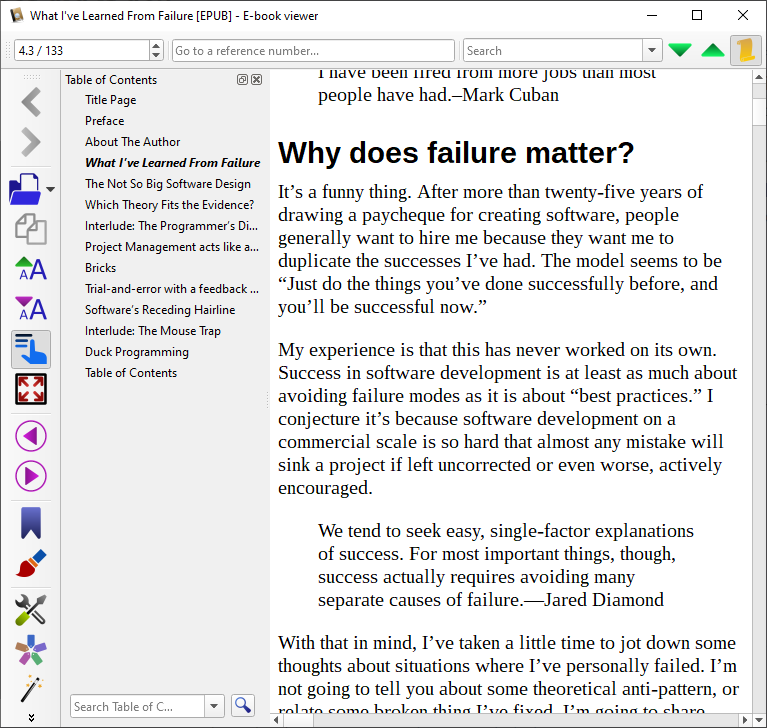 What I've Learned From Failure [EPUB] - E-book viewer
4.3 / 133
Go to a reference number...
Search
Table of Contents
Title Page
Preface
About The Author
What I've Learned From Failure
The Not So Big Software Design
Which Theory Fits the Evidence?
Interlude: The Programmer's Di...
Project Management acts like a...
Bricks
Trial-and-error with a feedback ...
Software's Receding Hairline
Interlude: The Mouse Trap
Duck Programming
Table of Contents
Search Table of C...
I have been fired from more jobs than most
people have had.–Mark Cuban
Why does failure matter?
It’s a funny thing. After more than twenty-five years of
drawing a paycheque for creating software, people
generally want to hire me because they want me to
duplicate the successes I’ve had. The model seems to be
“Just do the things you’ve done successfully before, and
you’ll be successful now.”
My experience is that this has never worked on its own.
Success in software development is at least as much about
avoiding failure modes as it is about “best practices.” I
conjecture it’s because software development on a
commercial scale is so hard that almost any mistake will
sink a project if left uncorrected or even worse, actively
encouraged.
We tend to seek easy, single-factor explanations
of success. For most important things, though,
success actually requires avoiding many
separate causes of failure.—Jared Diamond
With that in mind, I’ve taken a little time to jot down some
thoughts about situations where I’ve personally failed. I’m
not going to tell you about some theoretical anti-pattern, or
relate some broken thing I’ve fixed. I’m going to share